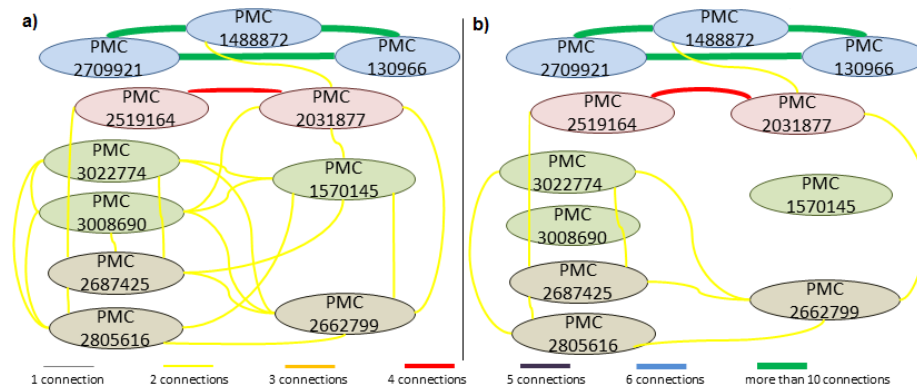 a)
PMC
1488872
PMC
2709921
PMC
130966
PMC
2519164
PMC
2031877
PMC
3022774
PMC
1570145
PMC
3008690
PMC
2687425
PMC
2805616
PMC
2662799
b)
PMC
1488872
PMC
2709921
PMC
130966
PMC
2519164
PMC
2031877
PMC
3022774
PMC
1570145
PMC
3008690
PMC
2687425
PMC
2805616
PMC
2662799
1 connection
2 connections
3 connections
4 connections
5 connections
6 connections
more than 10 connections